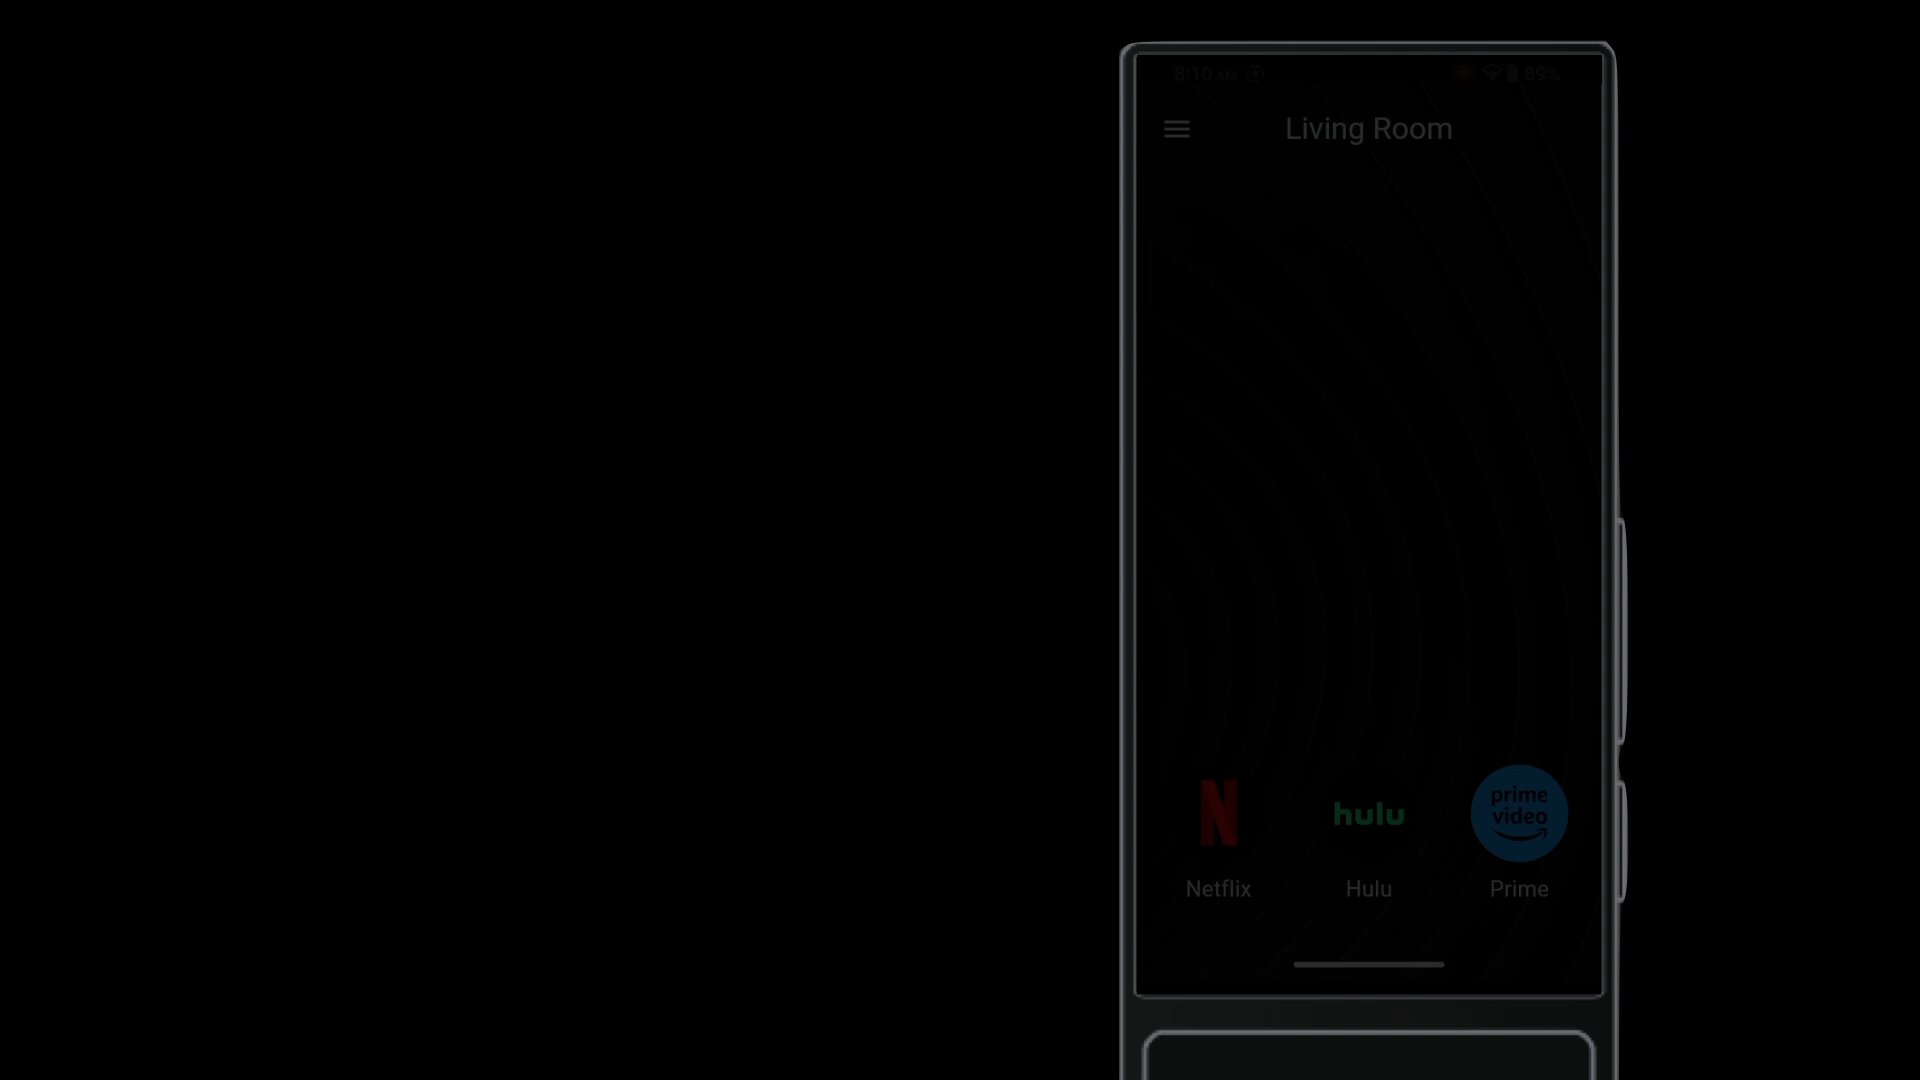 8:10 AM 89%
Living Room
N hulu prime
video
Netflix Hulu Prime